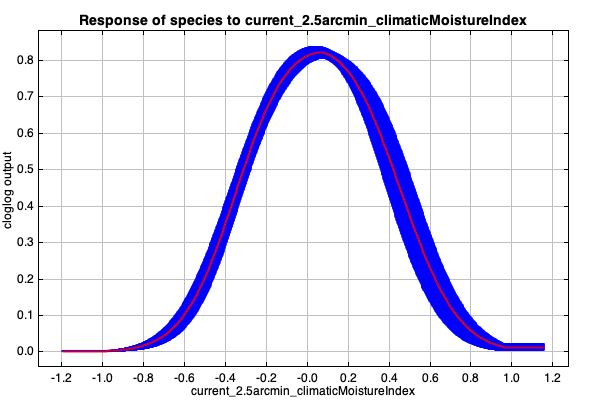 Response of species to current_2.5arcmin_climaticMoistureIndex
cloglog output
0.8
0.7
0.6
0.5
0.4
0.3
0.2
0.1
0.0
-1.2 -1.0 -0.8 -0.6 -0.4 -0.2 -0.0 0.2 0.4 0.6 0.8 1.0 1.2
current_2.5arcmin_climaticMoistureIndex